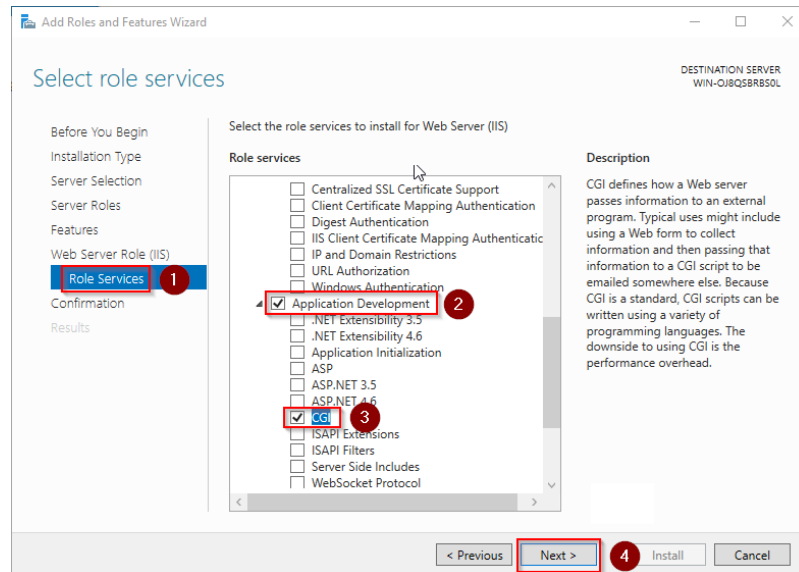 Add Roles and Features Wizard
Select role services
DESTINATION SERVER
WIN-OJ8QSBRBS0L
Before You Begin
Installation Type
Server Selection
Server Roles
Features
Web Server Role (IIS)
Role Services
1
Confirmation
Results
Select the role services to install for Web Server (IIS)
Role services
Centralized SSL Certificate Support
Client Certificate Mapping Authentication
Digest Authentication
IIS Client Certificate Mapping Authenticatic
IP and Domain Restrictions
URL Authorization
Windows Authentication
Application Development
2
.NET Extensibility 3.5
.NET Extensibility 4.6
Application Initialization
ASP
ASP.NET 3.5
ASP.NET 4.6
CGI
3
ISAPI Extensions
ISAPI Filters
Server Side Includes
WebSocket Protocol
Description
CGI defines how a Web server
passes information to an external
program. Typical uses might include
using a Web form to collect
information and then passing that
information to a CGI script to be
emailed somewhere else. Because
CGI is a standard, CGI scripts can be
written using a variety of
programming languages. The
downside to using CGI is the
performance overhead.
< Previous
Next >
4
Install
Cancel